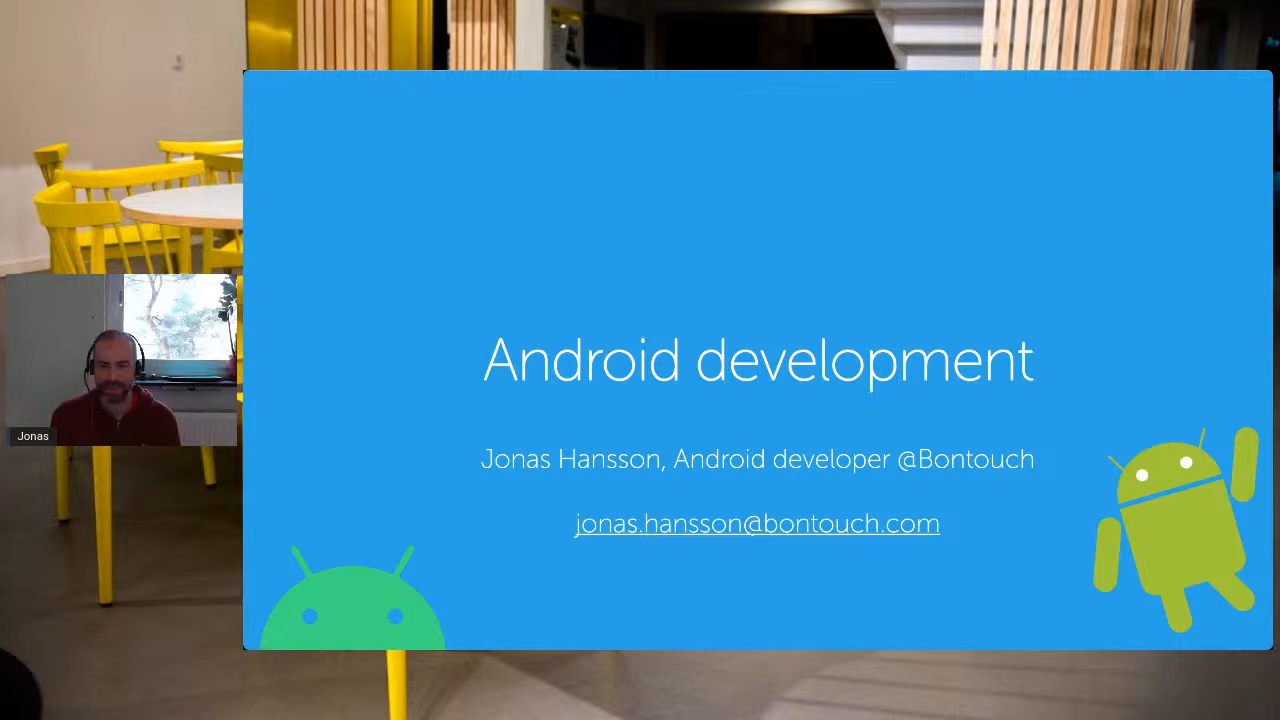 Android development
Jonas Hansson, Android developer @Bontouch
jonas.hansson@bontouch.com
Jonas